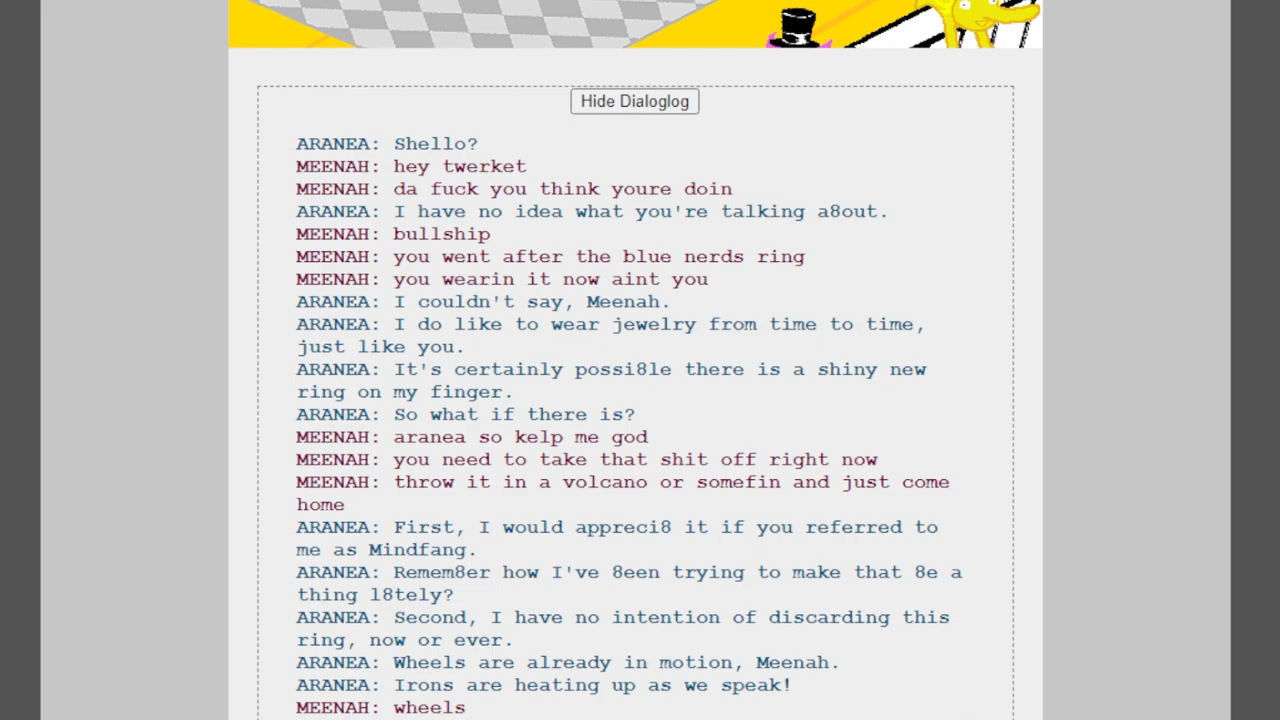 Hide Dialoglog
ARANEA: Shello?
MEENAH: hey twerket
MEENAH: da fuck you think youre doin
ARANEA: I have no idea what you're talking a8out.
MEENAH: bullship
MEENAH: you went after the blue nerds ring
MEENAH: you wearin it now aint you
ARANEA: I couldn't say, Meenah.
ARANEA: I do like to wear jewelry from time to time,
just like you.
ARANEA: It's certainly possi8le there is a shiny new
ring on my finger.
ARANEA: So what if there is?
MEENAH: aranea so kelp me god
MEENAH: you need to take that shit off right now
MEENAH: throw it in a volcano or somefin and just come
home
ARANEA: First, I would appreci8 it if you referred to
me as Mindfang.
ARANEA: Remem8er how I've 8een trying to make that 8e a
thing l8tely?
ARANEA: Second, I have no intention of discarding this
ring, now or ever.
ARANEA: Wheels are already in motion, Meenah.
ARANEA: Irons are heating up as we speak!
MEENAH: wheels